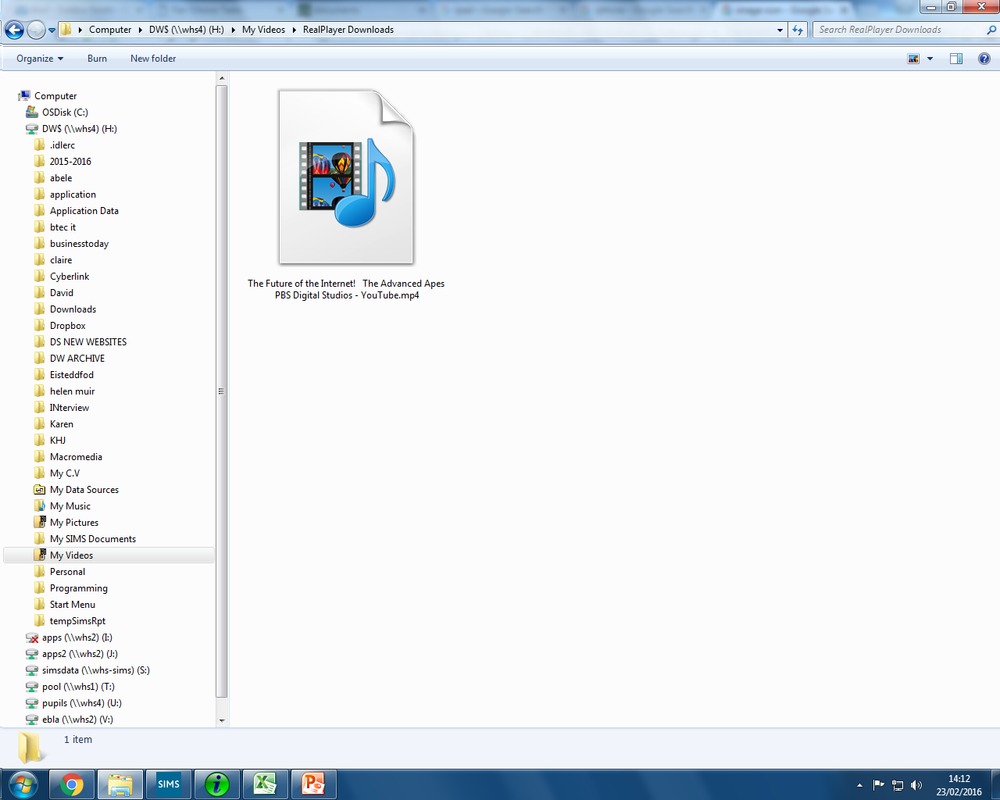 Computer
DW$ (\\whs4) (H:)
My Videos
RealPlayer Downloads
Search RealPlayer Downloads
Organize
Burn
New folder
Computer
OSDisk (C:)
DW$ (\\whs4) (H:)
.idlerc
2015-2016
abele
application
Application Data
btec it
businesstoday
claire
Cyberlink
David
Downloads
Dropbox
DS NEW WEBSITES
DW ARCHIVE
Eisteddfod
helen muir
INterview
Karen
KHJ
Macromedia
My C.V
My Data Sources
My Music
My Pictures
My SIMS Documents
My Videos
Personal
Programming
Start Menu
tempSimsRpt
apps (\\whs2) (I:)
apps2 (\\whs2) (J:)
simsdata (\\whs-sims) (S:)
pool (\\whs1) (T:)
pupils (\\whs4) (U:)
ebla (\\whs2) (V:)
The Future of the Internet!   The Advanced Apes
PBS Digital Studios - YouTube.mp4
1 item
SIMS
14:12
23/02/2016